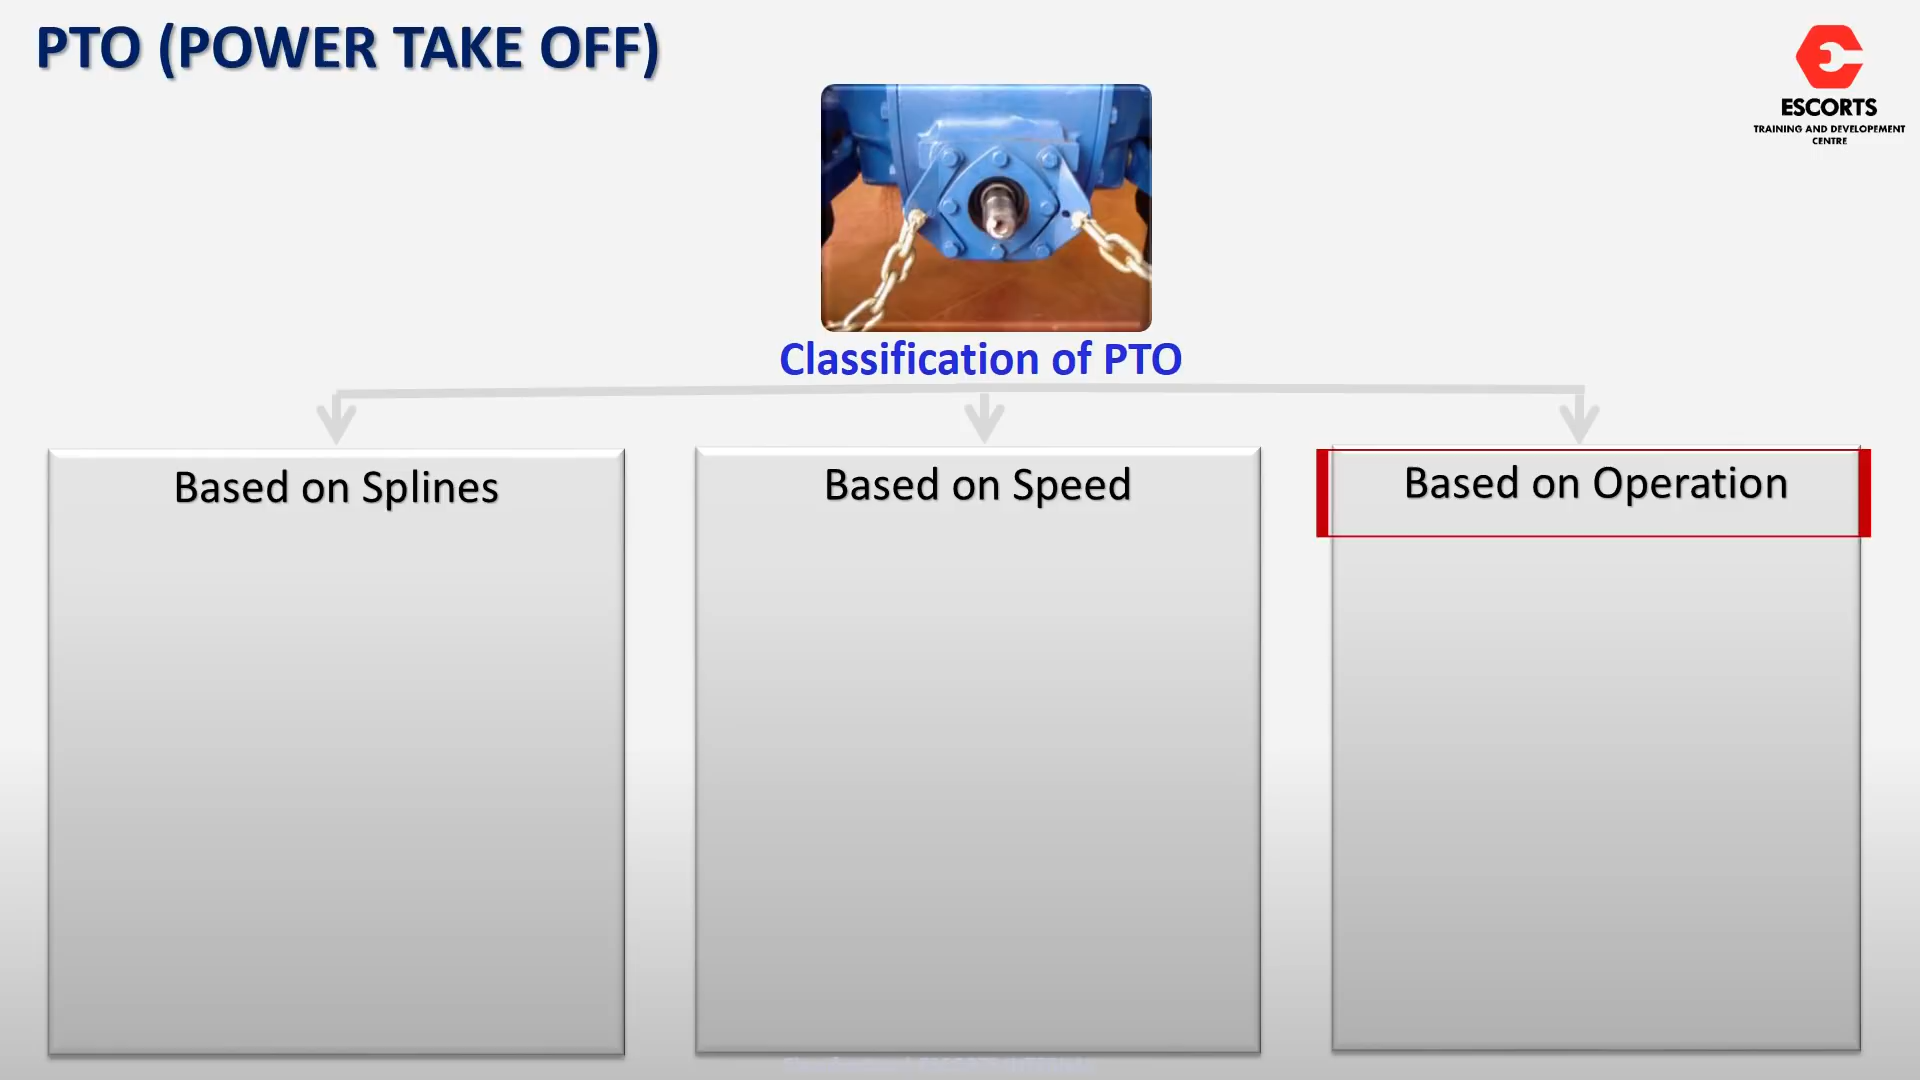 PTO (POWER TAKE OFF)
ESCORTS
TRAINING AND DEVELOPEMENT
CENTRE
Classification of PTO
Based on Splines
Based on Speed
Based on Operation